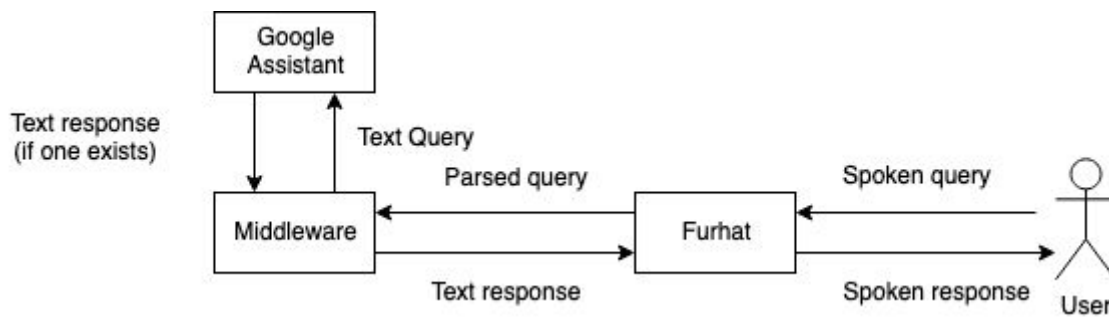 Google
Assistant
Text response
(if one exists)
Text Query
Parsed query
Spoken query
Middleware
Furhat
Text response
Spoken response
User